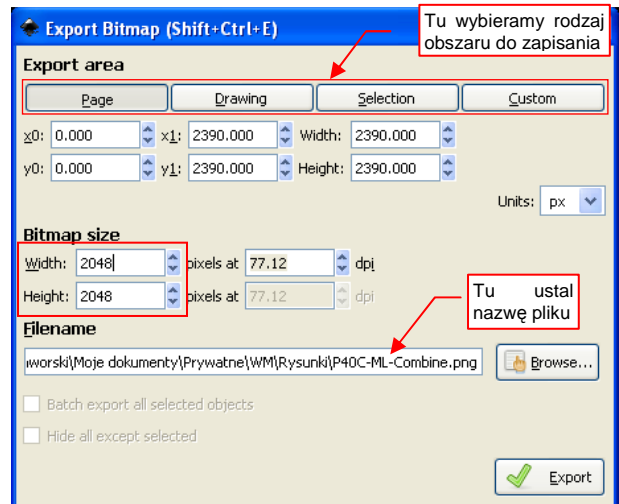 Export Bitmap (Shift+Ctrl+E)
Tu wybieramy rodzaj
obszaru do zapisania
Export area
Page Drawing Selection Custom
x0: 0.000 x1: 2390.000 Width: 2390.000
y0: 0.000 y1: 2390.000 Height: 2390.000
Units: px
Bitmap size
Width: 2048 pixels at 77.12 dpi
Height: 2048 pixels at 77.12 dpi
Tu ustal
nazwę pliku
Filename
worski\Moje dokumenty\Prywatne\WM\Rysunki\P40C-ML-Combine.png Browse...
Batch export all selected objects
Hide all except selected
Export